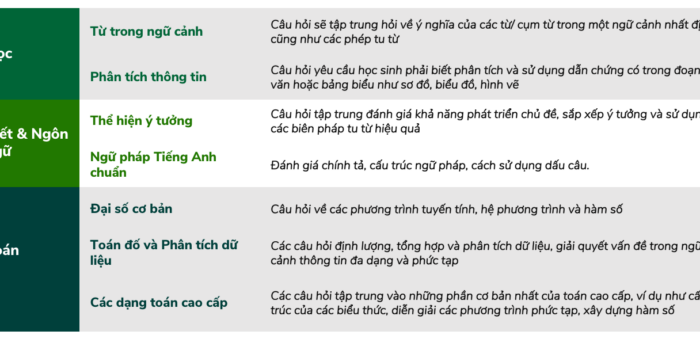 ọc
Từ trong ngữ cảnh
Câu hỏi sẽ tập trung hỏi về ý nghĩa của các từ/ cụm từ trong một ngữ cảnh nhất đị
cũng như các phép tu từ
Phân tích thông tin
Câu hỏi yêu cầu học sinh phải biết phân tích và sử dụng dẫn chứng có trong đoạn
văn hoặc bảng biểu như sơ đồ, biểu đồ, hình vẽ
ết & Ngôn
gữ
Thể hiện ý tưởng
Câu hỏi tập trung đánh giá khả năng phát triển chủ đề, sắp xếp ý tưởng và sử dụn
các biên pháp tu từ hiệu quả
Ngữ pháp Tiếng Anh
chuẩn
Đánh giá chính tả, cấu trúc ngữ pháp, cách sử dụng dấu câu.
oán
Đại số cơ bản
Câu hỏi về các phương trình tuyến tính, hệ phương trình và hàm số
Toán đố và Phân tích dữ
liệu
Các câu hỏi định lượng, tổng hợp và phân tích dữ liệu, giải quyết vấn đề trong ngữ
cảnh thông tin đa dạng và phức tạp
Các dạng toán cao cấp
Các câu hỏi tập trung vào những phần cơ bản nhất của toán cao cấp, ví dụ như cấ
trúc của các biểu thức, diễn giải các phương trình phức tạp, xây dựng hàm số